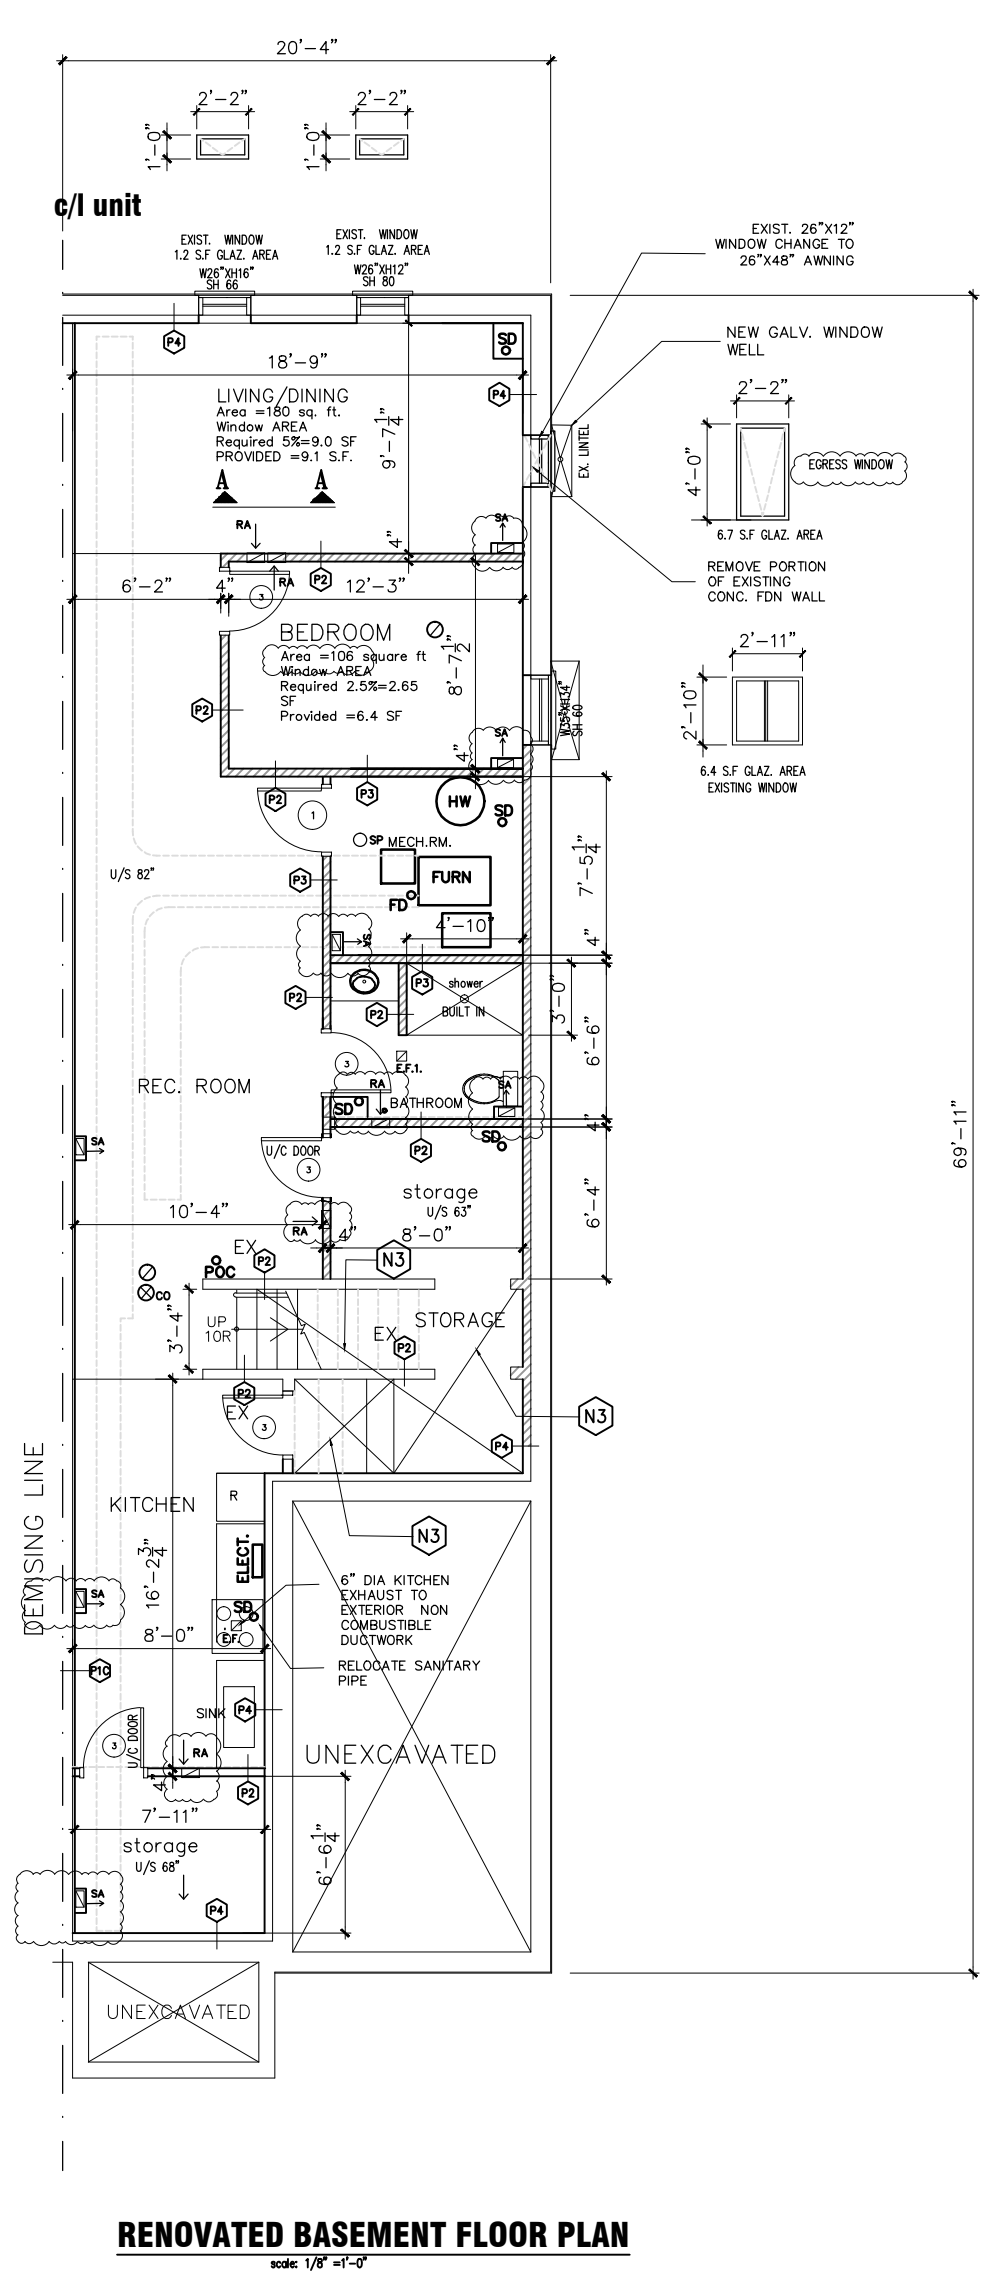 20'-4"
2'-2"
2'-2"
1'-0"
1'-0"
c/l unit
EXIST. WINDOW
1.2 S.F GLAZ. AREA
W26"XH16"
SH 66
EXIST. WINDOW
1.2 S.F GLAZ. AREA
W26"XH12"
SH 80
EXIST. 26"X12"
WINDOW CHANGE TO
26"X48" AWNING
P4
SD
NEW GALV. WINDOW
WELL
18'-9"
P4
LIVING/DINING
Area =180 sq. ft.
Window AREA
Required 5%=9.0 SF
PROVIDED =9.1 S.F.
9'-7 1/4"
2'-2"
4'-0"
EGRESS WINDOW
6.7 S.F GLAZ. AREA
EX. LINTEL
A
A
RA
SA
4"
P2
RA
REMOVE PORTION
OF EXISTING
CONC. FDN WALL
6'-2"
4"
3
12'-3"
BEDROOM
Area =106 square ft
Window AREA
Required 2.5%=2.65
SF
Provided =6.4 SF
8'-7 1/2"
2'-11"
2'-10"
6.4 S.F GLAZ. AREA
EXISTING WINDOW
W35"XH34"
SH 60
P2
SA
4"
P2
P3
HW
SD
1
SP
MECH.RM.
U/S 82"
P3
FURN
FD
7'-5 1/4"
4'-10"
SA
4"
P3
shower
BUILT IN
P2
P2
3'-0"
6'-6"
3
E.F.1.
REC. ROOM
RA
SA
SD
BATHROOM
SA
U/C DOOR
P2
SD
4"
3
storage
U/S 63"
6'-4"
10'-4"
RA
4"
8'-0"
EX
P2
N3
POC
CO
3'-4"
UP
10R
EX
P2
STORAGE
P2
EX
3
N3
P4
69'-11"
DEMISING LINE
KITCHEN
R
N3
ELECT.
16'-2 3/4"
6" DIA KITCHEN
EXHAUST TO
EXTERIOR NON
COMBUSTIBLE
DUCTWORK
SA
SD
E.F.
8'-0"
P1C
RELOCATE SANITARY
PIPE
SINK
P4
U/C DOOR
3
RA
UNEXCAVATED
4"
P2
7'-11"
storage
U/S 68"
6'-6 1/4"
SA
P4
UNEXCAVATED
RENOVATED BASEMENT FLOOR PLAN
scale: 1/8" =1'-0"